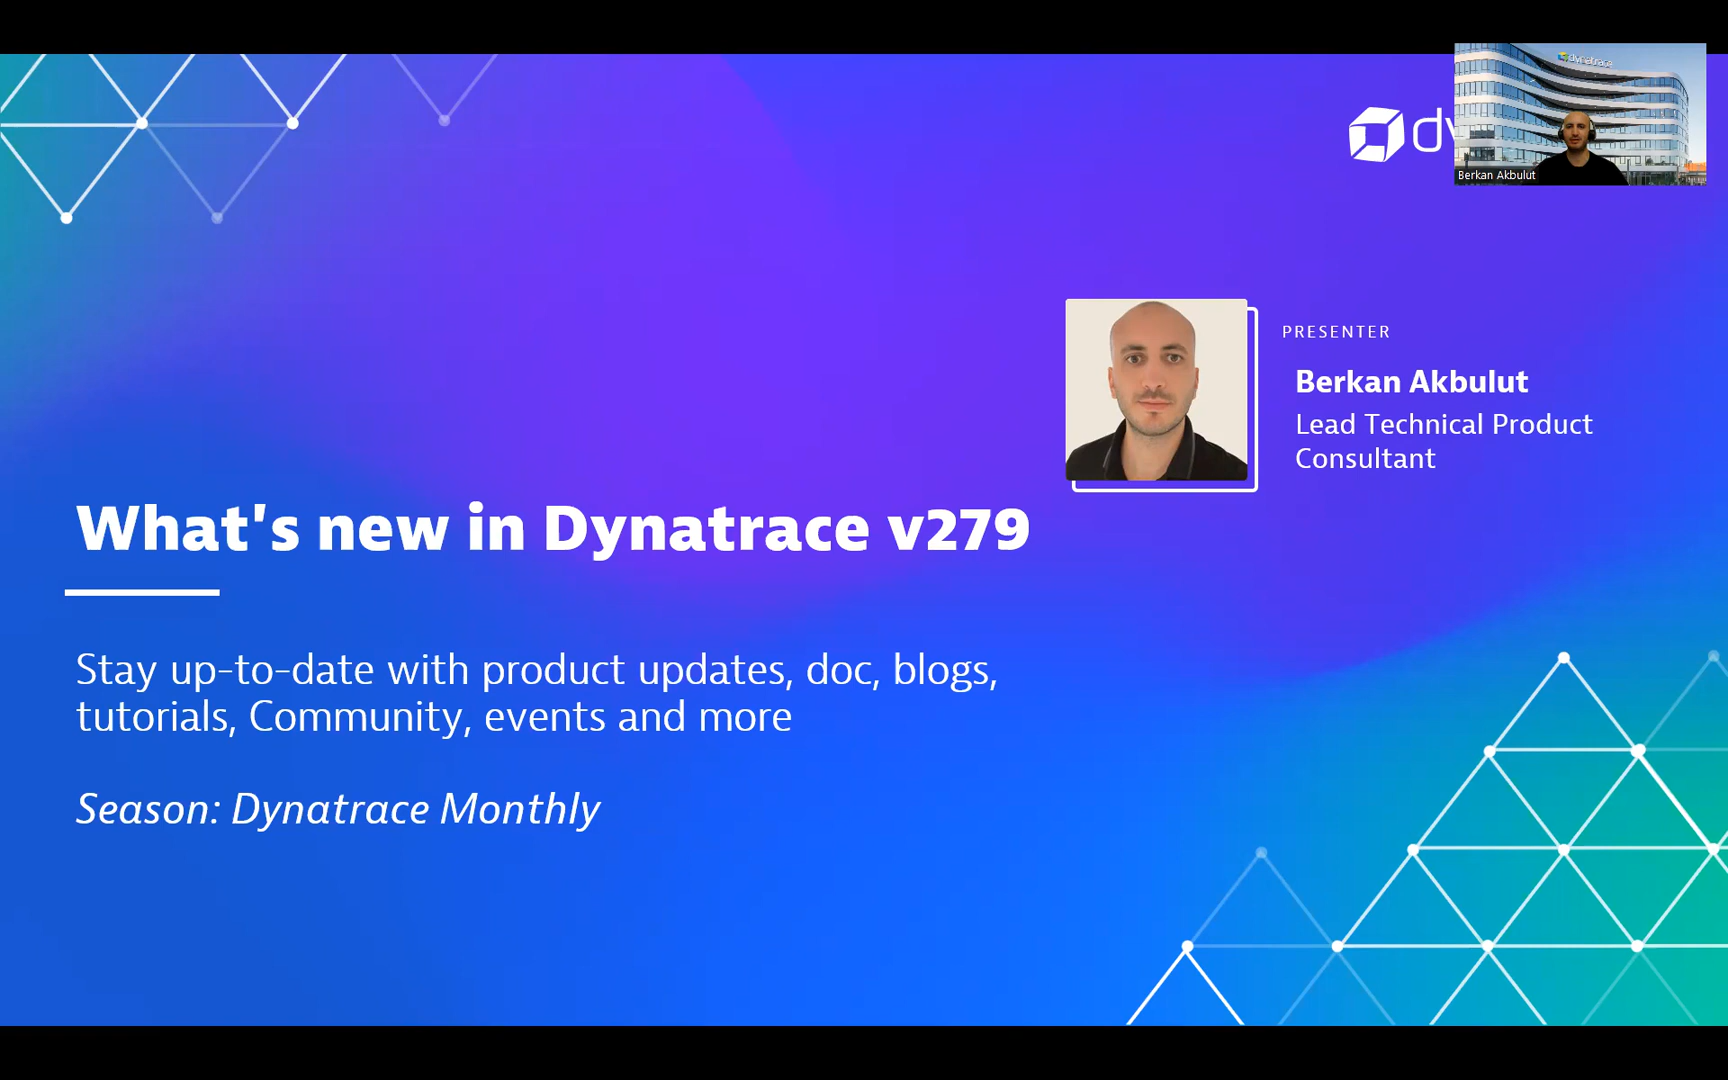 dynatrace
Berkan Akbulut
PRESENTER
Berkan Akbulut
Lead Technical Product
Consultant
What's new in Dynatrace v279
Stay up-to-date with product updates, doc, blogs,
tutorials, Community, events and more
Season: Dynatrace Monthly